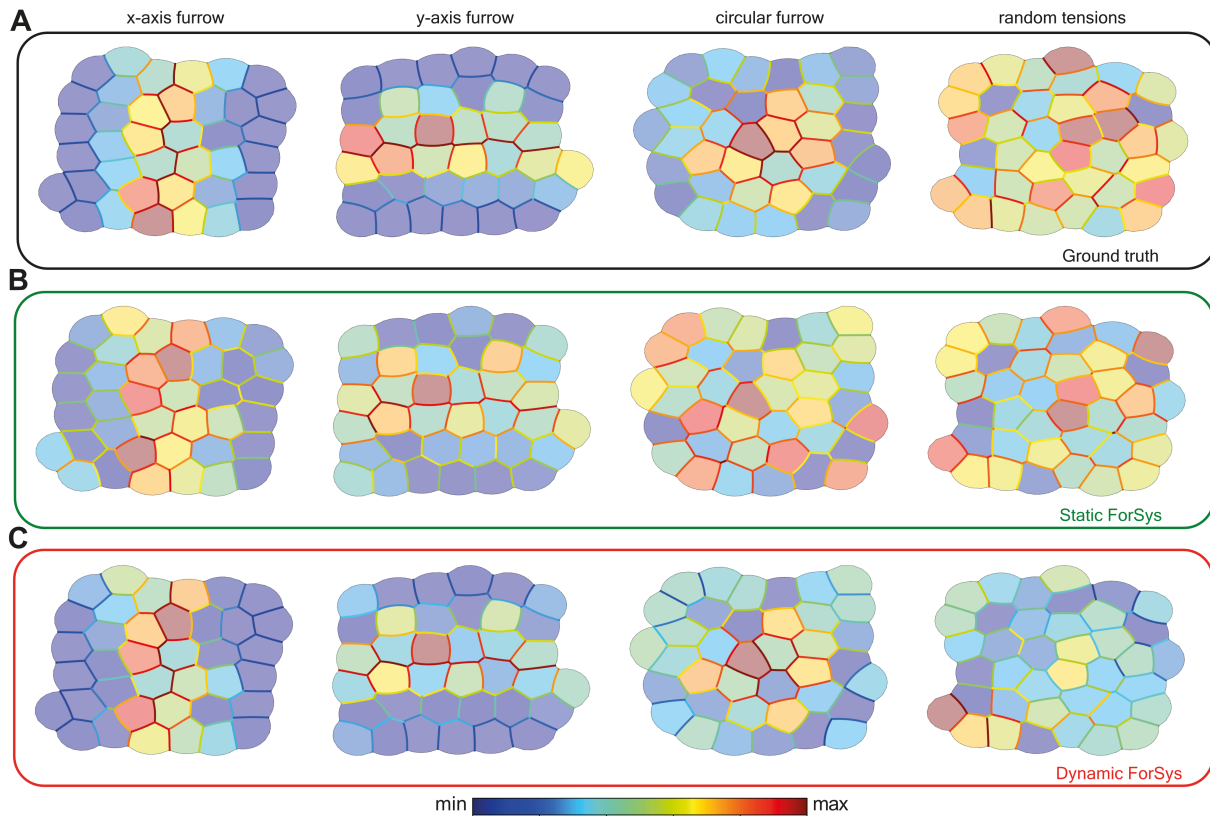 A
x-axis furrow
y-axis furrow
circular furrow
random tensions
Ground truth
B
Static ForSys
C
Dynamic ForSys
min
max